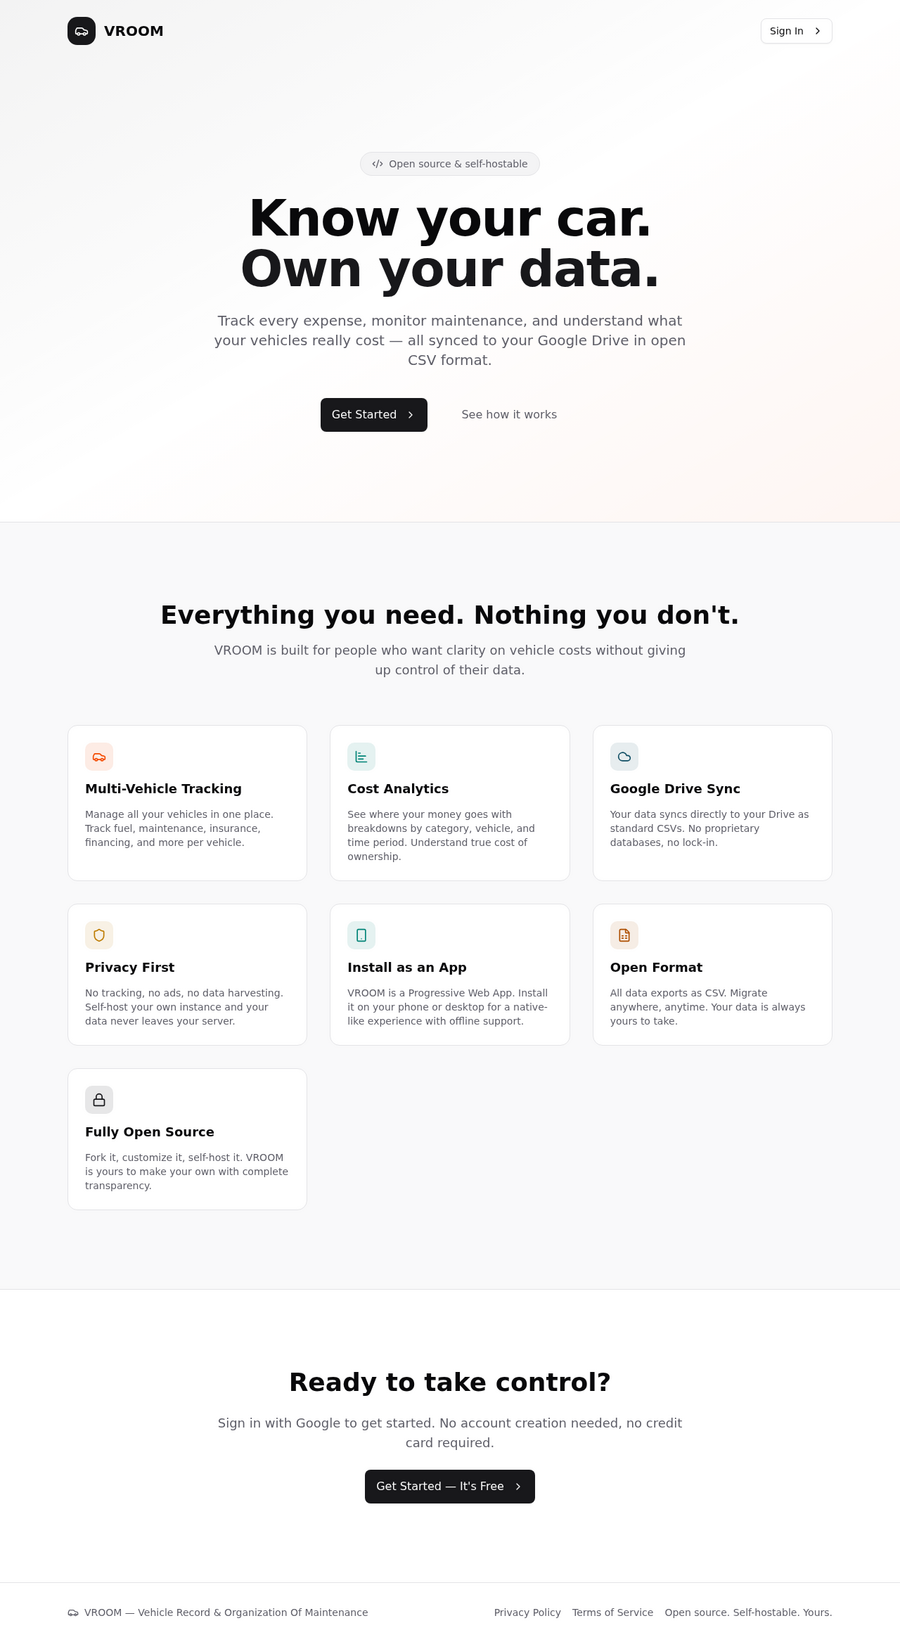 VROOM
Sign In
Open source & self-hostable
Know your car.
Own your data.
Track every expense, monitor maintenance, and understand what
your vehicles really cost — all synced to your Google Drive in open
CSV format.
Get Started
See how it works
Everything you need. Nothing you don't.
VROOM is built for people who want clarity on vehicle costs without giving
up control of their data.
Multi-Vehicle Tracking
Manage all your vehicles in one place.
Track fuel, maintenance, insurance,
financing, and more per vehicle.
Cost Analytics
See where your money goes with
breakdowns by category, vehicle, and
time period. Understand true cost of
ownership.
Google Drive Sync
Your data syncs directly to your Drive as
standard CSVs. No proprietary
databases, no lock-in.
Privacy First
No tracking, no ads, no data harvesting.
Self-host your own instance and your
data never leaves your server.
Install as an App
VROOM is a Progressive Web App. Install
it on your phone or desktop for a native-
like experience with offline support.
Open Format
All data exports as CSV. Migrate
anywhere, anytime. Your data is always
yours to take.
Fully Open Source
Fork it, customize it, self-host it. VROOM
is yours to make your own with complete
transparency.
Ready to take control?
Sign in with Google to get started. No account creation needed, no credit
card required.
Get Started — It's Free
VROOM — Vehicle Record & Organization Of Maintenance
Privacy Policy
Terms of Service
Open source. Self-hostable. Yours.